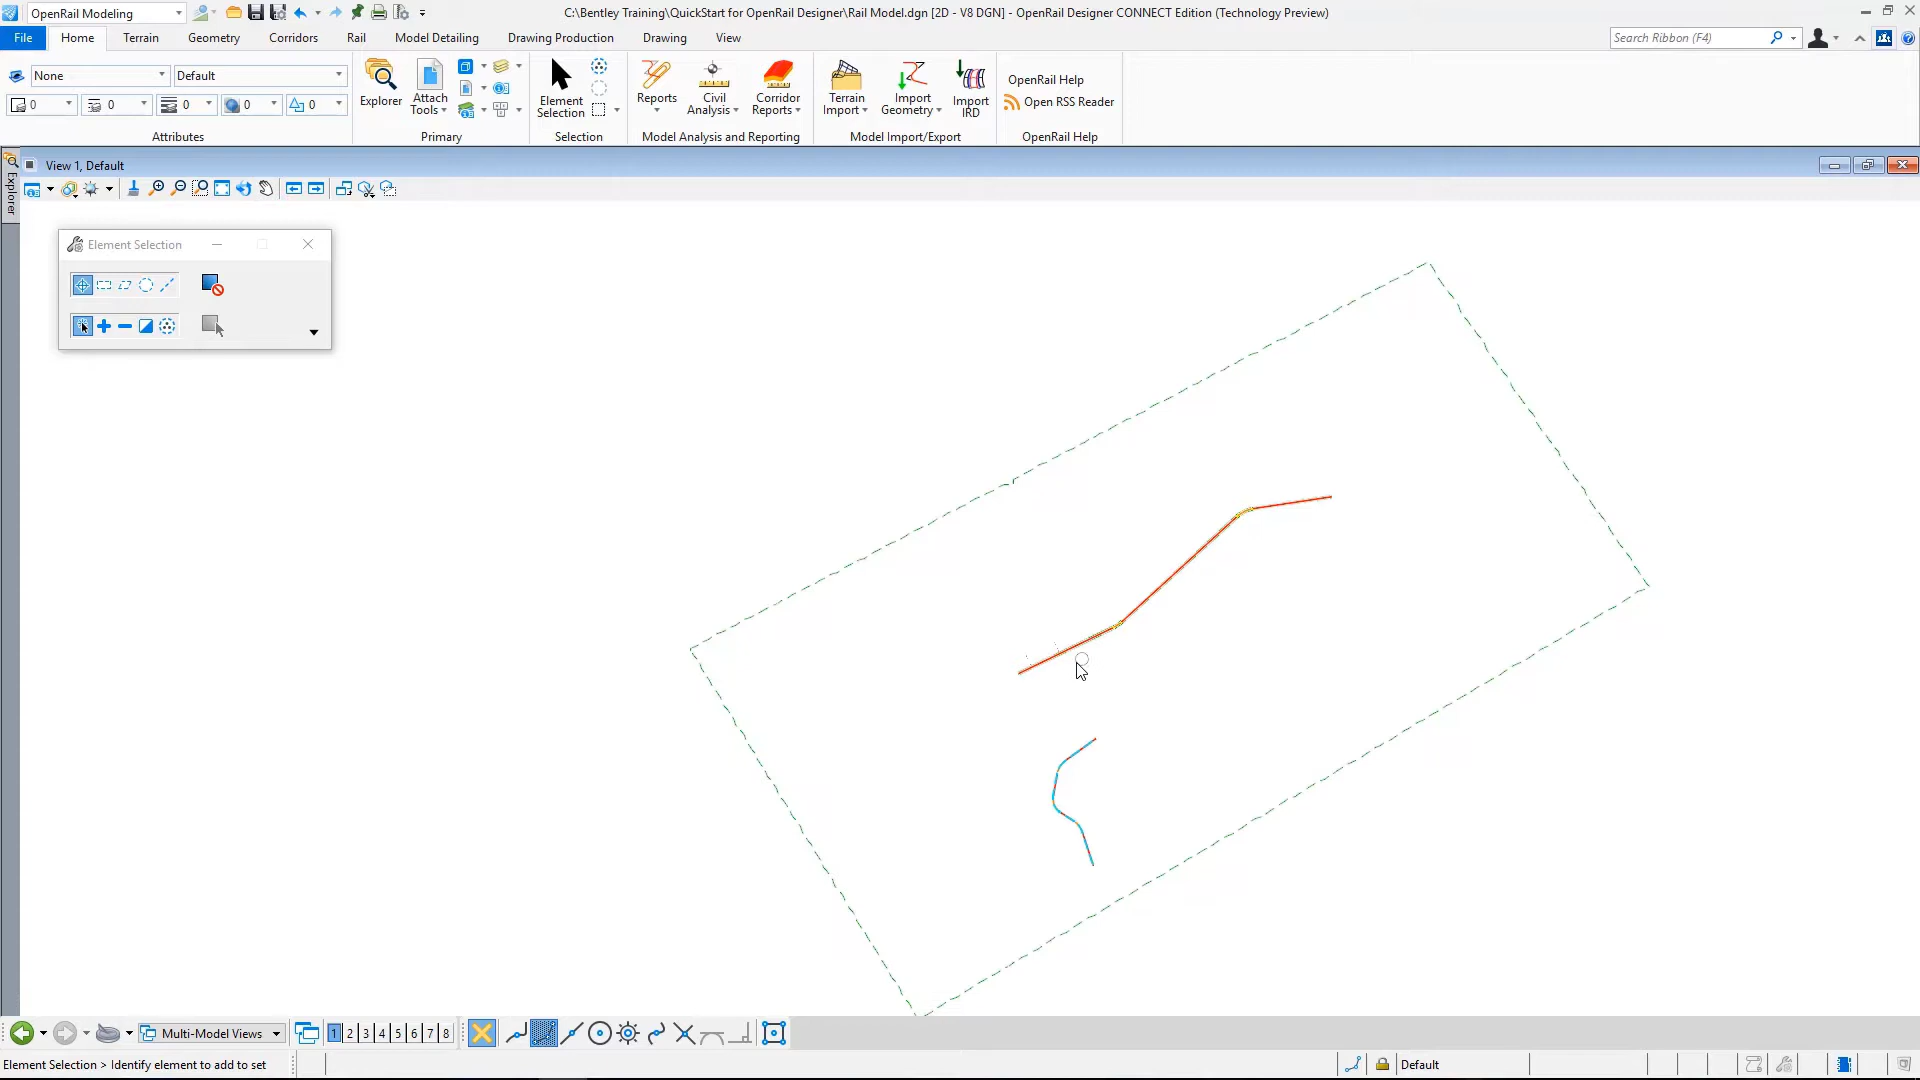 OpenRail Modeling
C:\Bentley Training\QuickStart for OpenRail Designer\Rail Model.dgn [2D - V8 DGN] - OpenRail Designer CONNECT Edition (Technology Preview)
File Home Terrain Geometry Corridors Rail Model Detailing Drawing Production Drawing View
Search Ribbon (F4)
None Default
0 0 0 0 0
Attributes
Explorer
Attach Tools
Primary
Element Selection
Selection
Reports
Civil Analysis
Corridor Reports
Model Analysis and Reporting
Terrain Import
Import Geometry
Import IRD
Model Import/Export
OpenRail Help
Open RSS Reader
OpenRail Help
Explorer
View 1, Default
Element Selection
Multi-Model Views
1 2 3 4 5 6 7 8
Element Selection > Identify element to add to set
Default